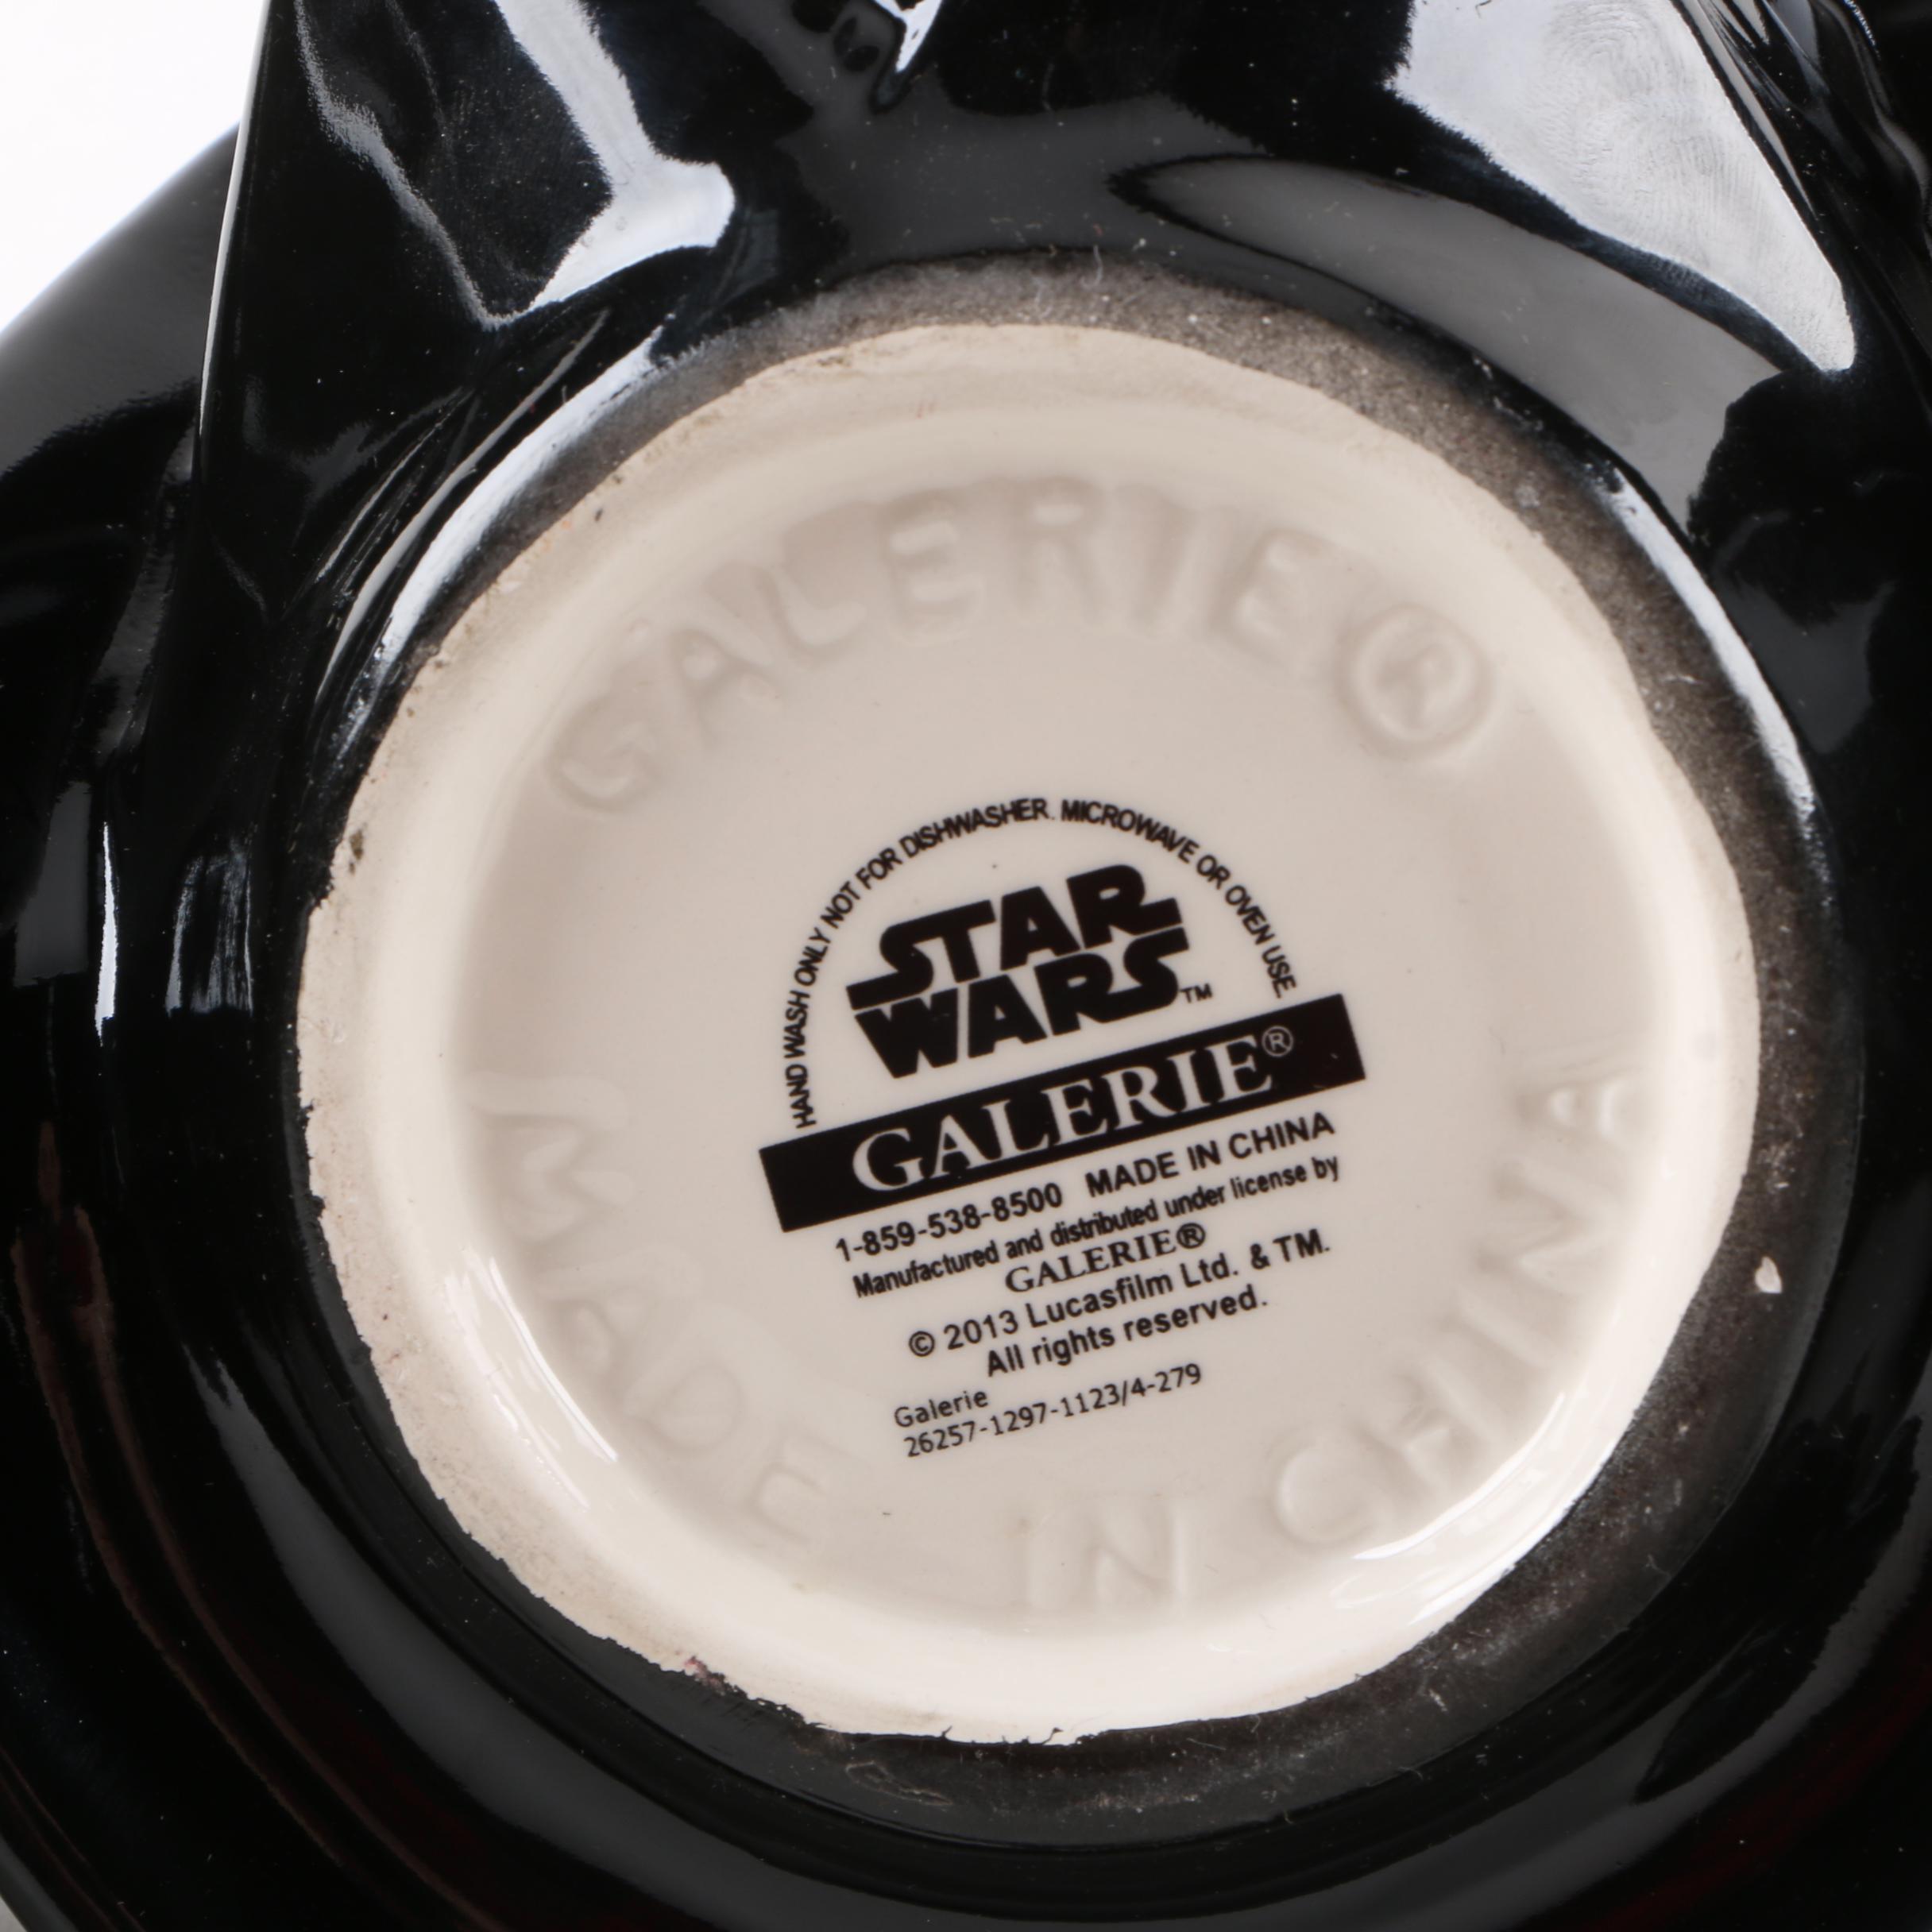 GALERIE®
HAND WASH ONLY NOT FOR DISHWASHER. MICROWAVE OR OVEN USE.
STAR
WARS™
GALERIE®
1-859-538-8500 MADE IN CHINA
Manufactured and distributed under license by
GALERIE®
© 2013 Lucasfilm Ltd. & TM.
All rights reserved.
Galerie
26257-1297-1123/4-279
MADE IN CHINA